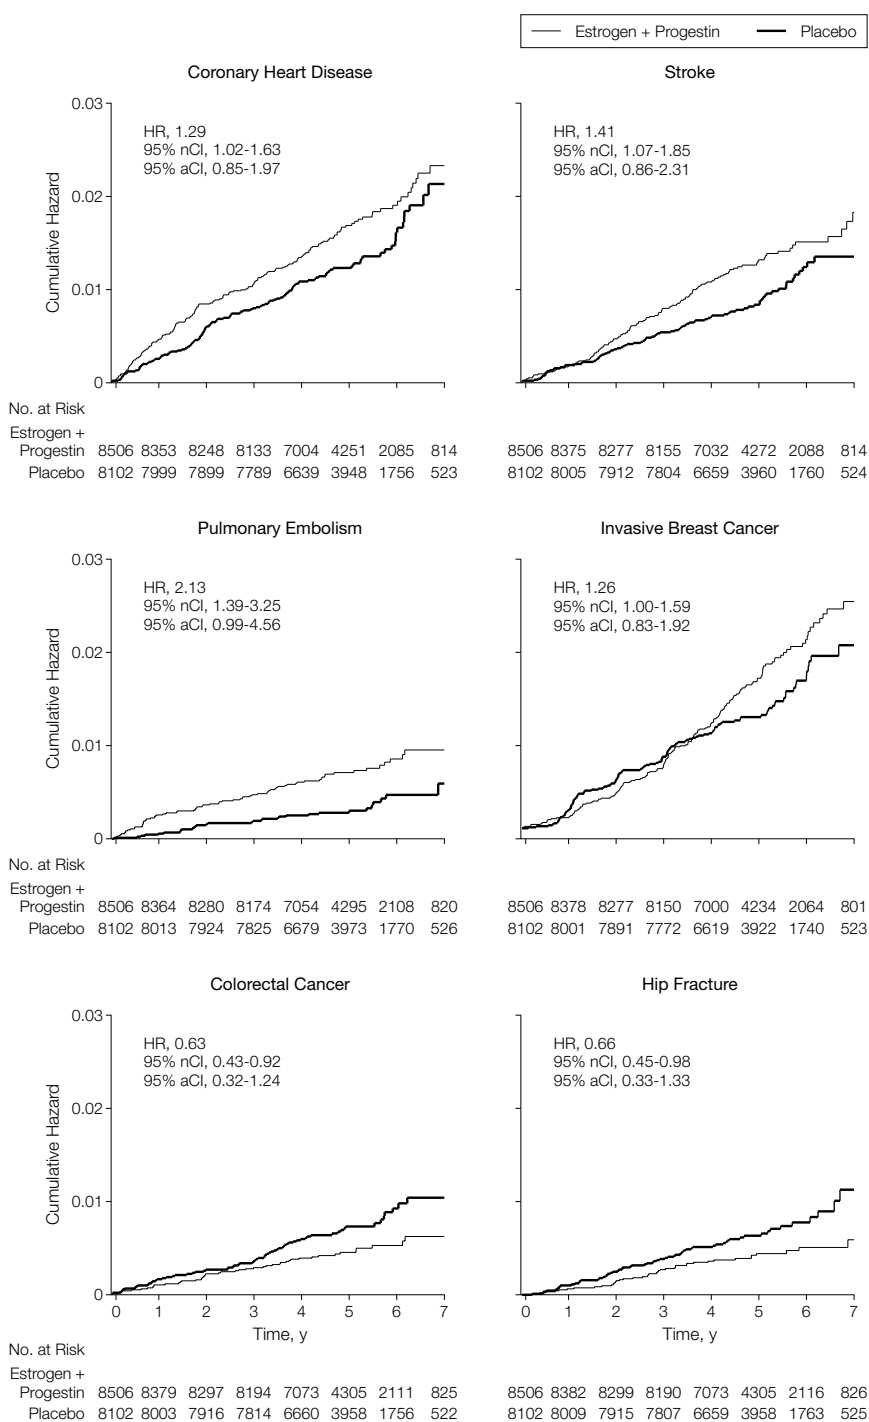 Estrogen + Progestin Placebo
Coronary Heart Disease
0.03
0.02
0.01
0
Cumulative Hazard
HR, 1.29
95% nCI, 1.02-1.63
95% aCI, 0.85-1.97
Stroke
HR, 1.41
95% nCI, 1.07-1.85
95% aCI, 0.86-2.31
No. at Risk
Estrogen +
Progestin 8506 8353 8248 8133 7004 4251 2085 814
Placebo 8102 7999 7899 7789 6639 3948 1756 523
8506 8375 8277 8155 7032 4272 2088 814
8102 8005 7912 7804 6659 3960 1760 524
Pulmonary Embolism
0.03
0.02
0.01
0
Cumulative Hazard
HR, 2.13
95% nCI, 1.39-3.25
95% aCI, 0.99-4.56
Invasive Breast Cancer
HR, 1.26
95% nCI, 1.00-1.59
95% aCI, 0.83-1.92
No. at Risk
Estrogen +
Progestin 8506 8364 8280 8174 7054 4295 2108 820
Placebo 8102 8013 7924 7825 6679 3973 1770 526
8506 8378 8277 8150 7000 4234 2064 801
8102 8001 7891 7772 6619 3922 1740 523
Colorectal Cancer
0.03
0.02
0.01
0
Cumulative Hazard
HR, 0.63
95% nCI, 0.43-0.92
95% aCI, 0.32-1.24
0 1 2 3 4 5 6 7
Time, y
Hip Fracture
HR, 0.66
95% nCI, 0.45-0.98
95% aCI, 0.33-1.33
0 1 2 3 4 5 6 7
Time, y
No. at Risk
Estrogen +
Progestin 8506 8379 8297 8194 7073 4305 2111 825
Placebo 8102 8003 7916 7814 6660 3958 1756 522
8506 8382 8299 8190 7073 4305 2116 826
8102 8009 7915 7807 6659 3958 1763 525